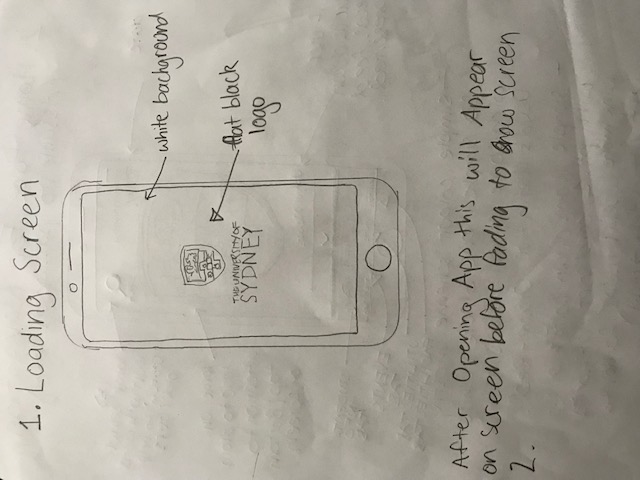 1. Loading Screen
white background
flat black
logo
THE UNIVERSITY OF
SYDNEY
After Opening App this will Appear
on screen before fading to show screen
2.